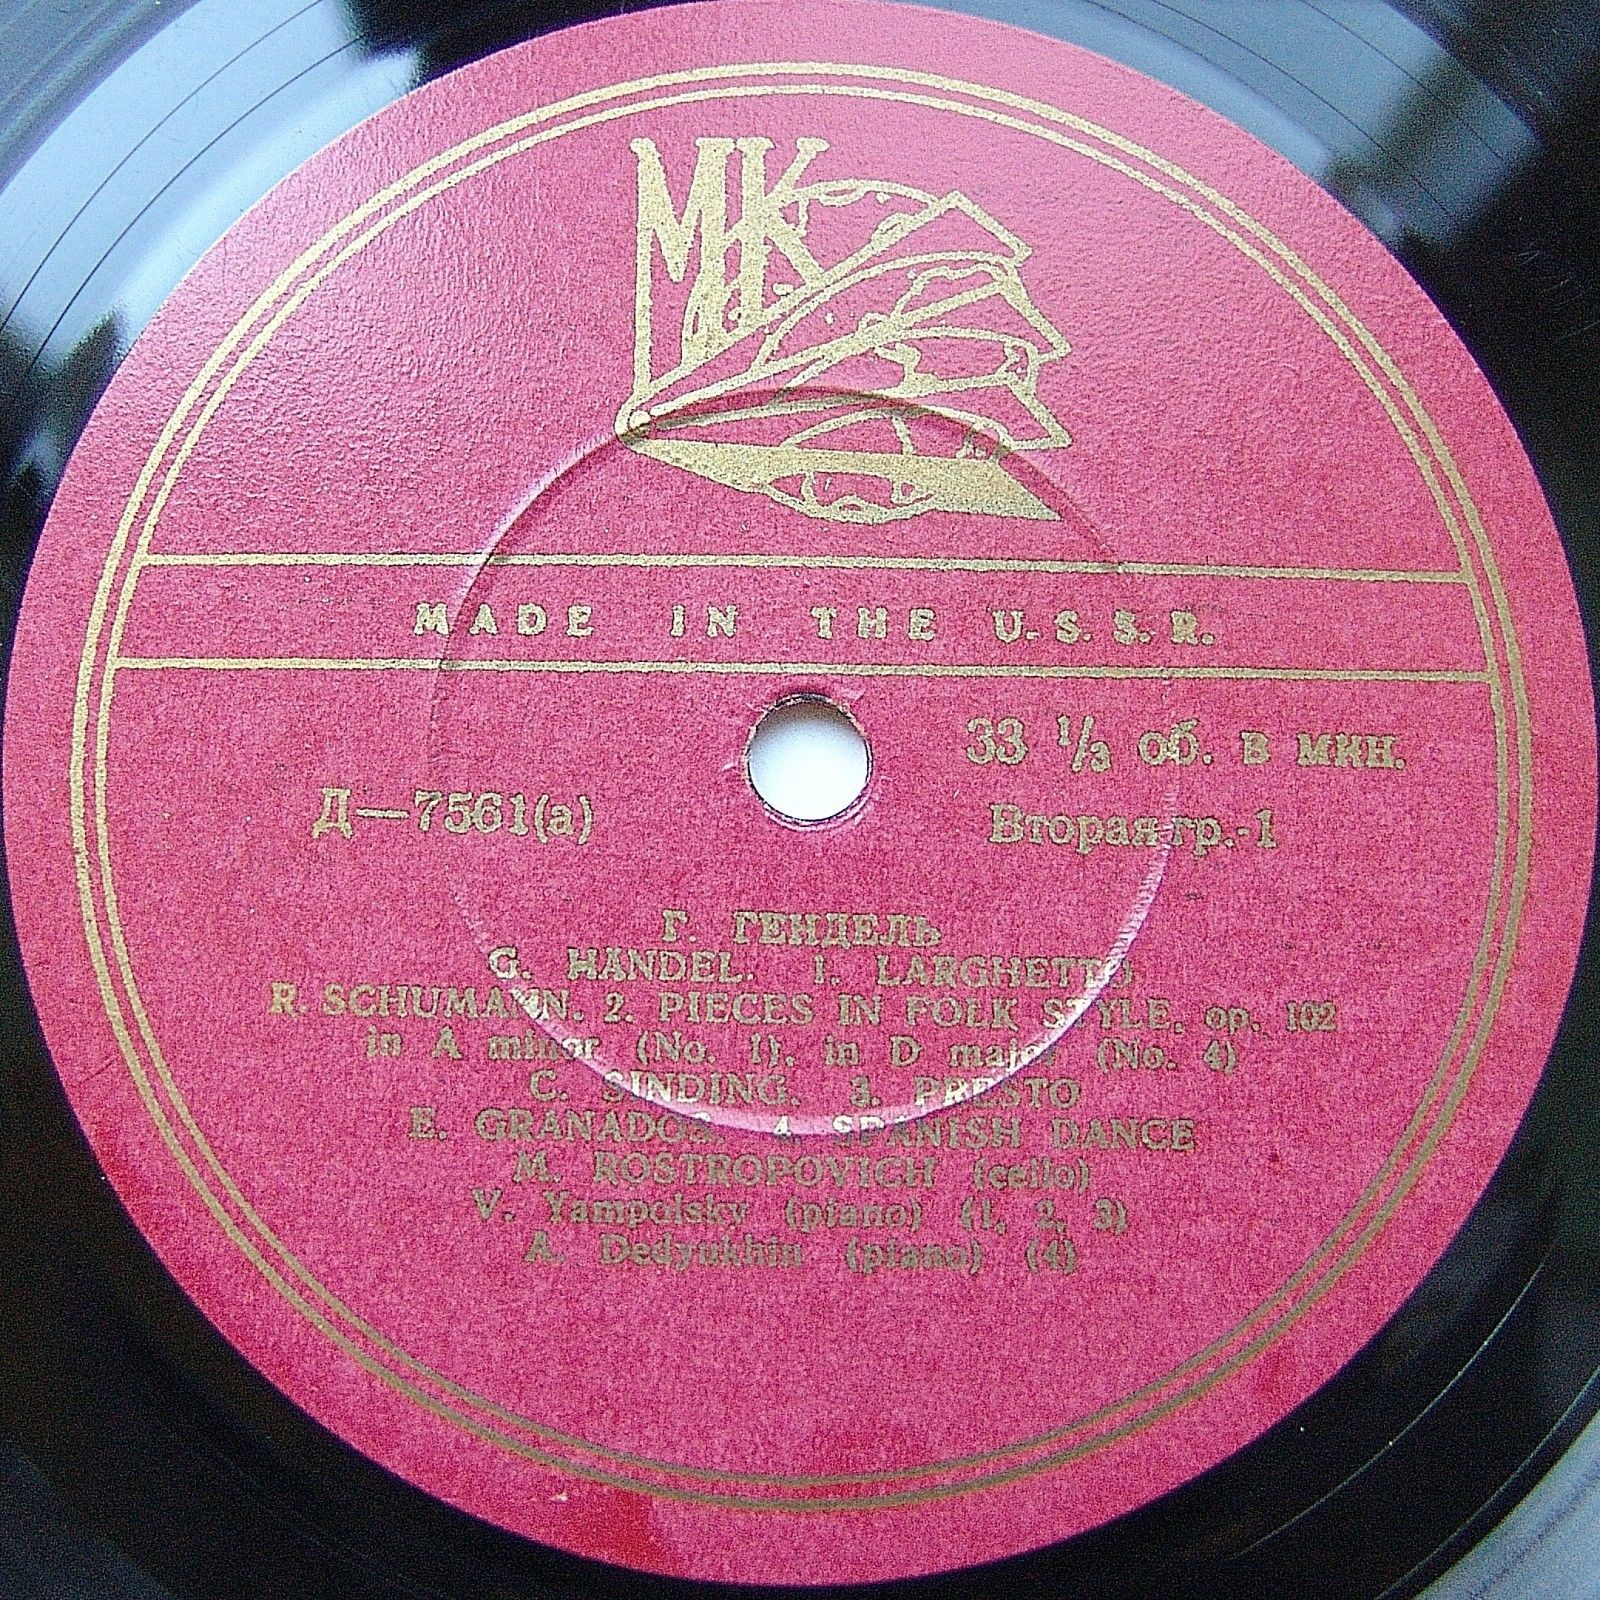 МК
MADE IN THE U.S.S.R.
33 1/3 об. в мин.
Д—7561(а)
Вторая гр.-1
Г. ГЕНДЕЛЬ
G. HÄNDEL. 1. LARGHETTO
R. SCHUMANN. 2. PIECES IN FOLK STYLE. op. 102
in A minor (No. 1), in D major (No. 4)
C. SINDING. 3. PRESTO
E. GRANADOS. 4. SPANISH DANCE
M. ROSTROPOVICH (cello)
V. Yampolsky (piano) (1, 2, 3)
A. Dedyukhin (piano) (4)